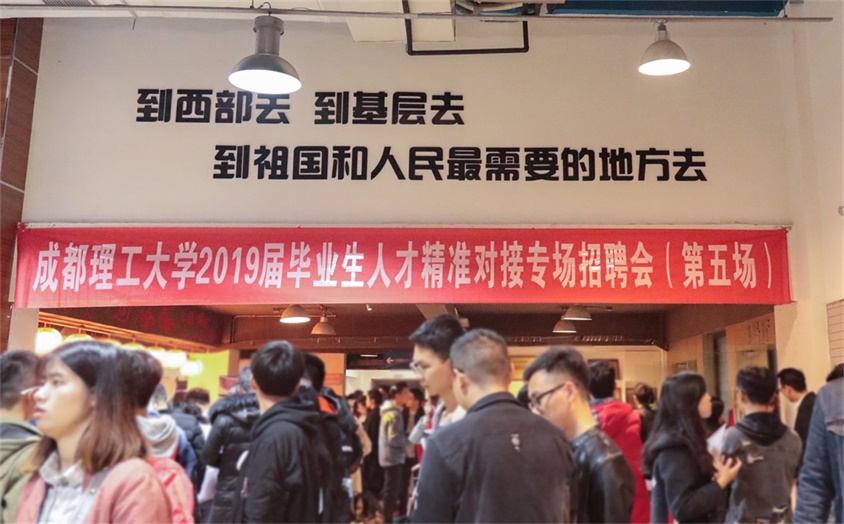 到西部去 到基层去
到祖国和人民最需要的地方去
成都理工大学2019届毕业生人才精准对接专场招聘会（第五场）